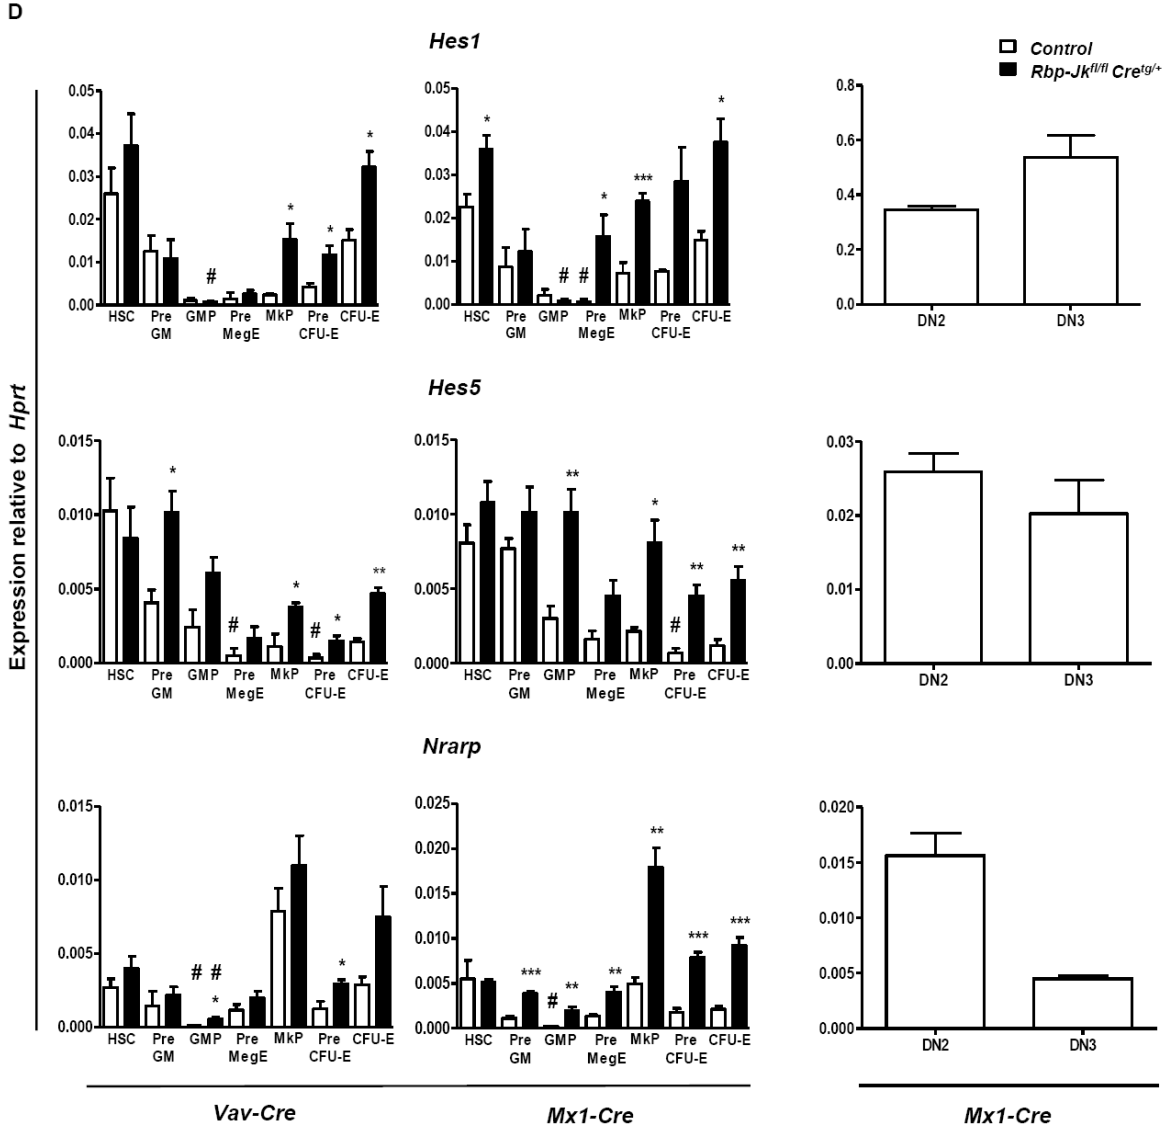 D
Hes1
Control
Rbp-Jk^fl/fl Cre^tg/+
Expression relative to Hprt
0.05
0.04
0.03
0.02
0.01
0.00
#
*
*
*
HSC Pre GMP Pre MkP Pre CFU-E
GM MegE CFU-E
0.05
0.04
0.03
0.02
0.01
0.00
*
# #
*
***
*
HSC Pre GMP Pre MkP Pre CFU-E
GM MegE CFU-E
0.8
0.6
0.4
0.2
0.0
DN2 DN3
Hes5
0.015
0.010
0.005
0.000
*
#
*
#
*
**
HSC Pre GMP Pre MkP Pre CFU-E
GM MegE CFU-E
0.015
0.010
0.005
0.000
**
*
#
**
**
HSC Pre GMP Pre MkP Pre CFU-E
GM MegE CFU-E
0.03
0.02
0.01
0.00
DN2 DN3
Nrarp
0.015
0.010
0.005
0.000
# #
*
*
HSC Pre GMP Pre MkP Pre CFU-E
GM MegE CFU-E
0.025
0.020
0.015
0.010
0.005
0.000
***
#
**
**
**
***
***
HSC Pre GMP Pre MkP Pre CFU-E
GM MegE CFU-E
0.020
0.015
0.010
0.005
0.000
DN2 DN3
Vav-Cre
Mx1-Cre
Mx1-Cre